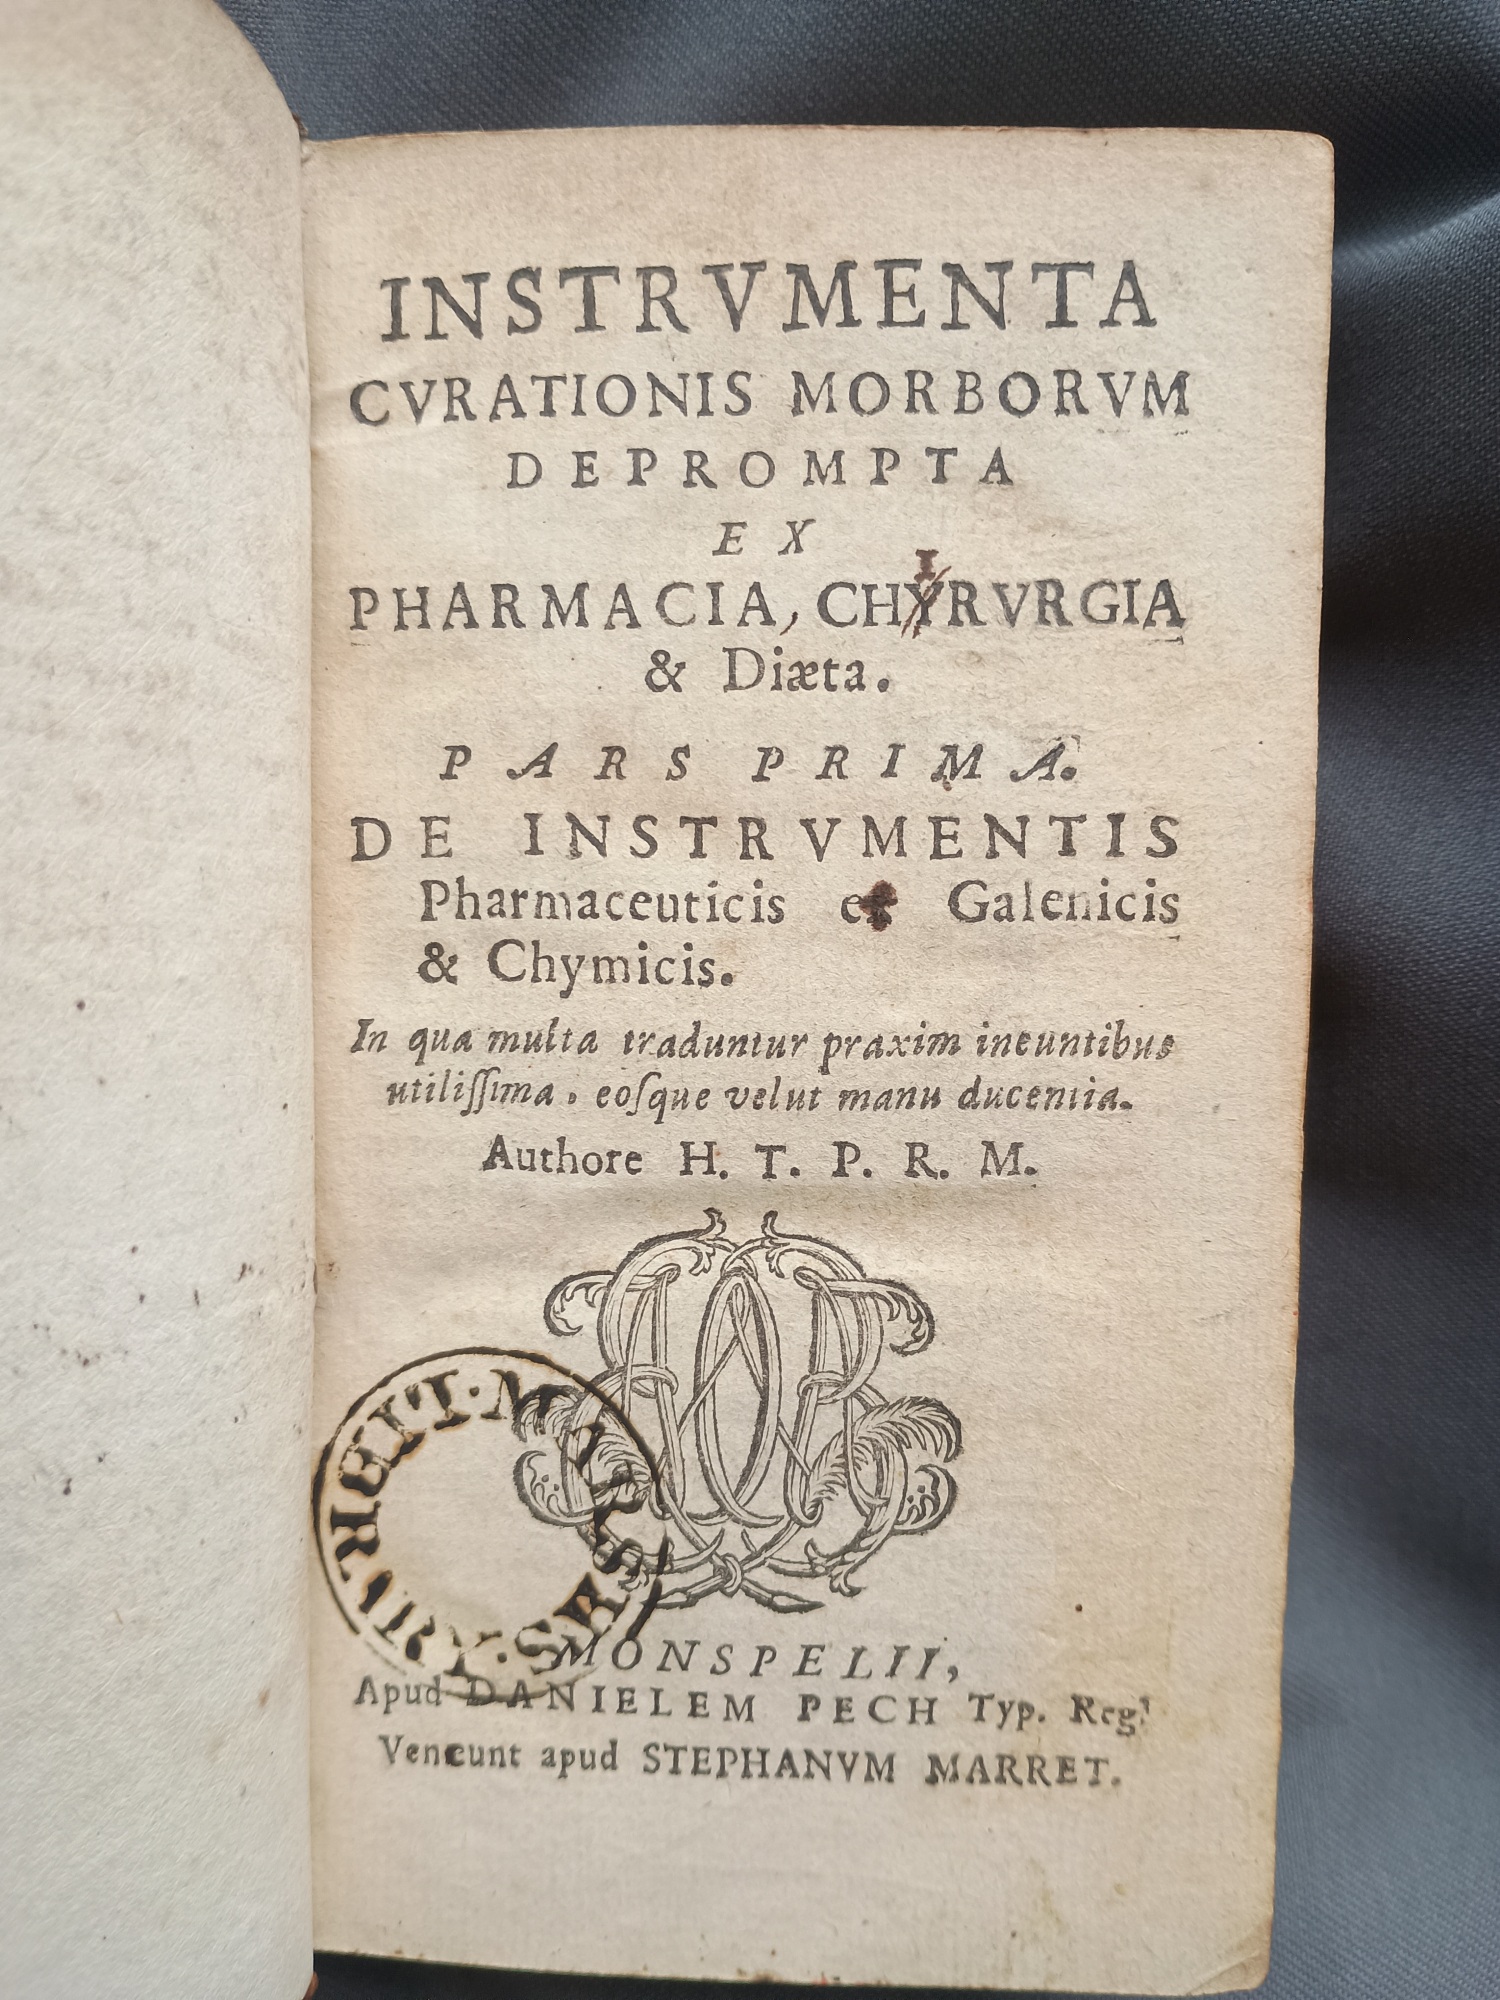 INSTRVMENTA
CVRATIONIS MORBORVM
DEPROMPTA
EX
I
PHARMACIA, CHYRVRGIA
& Diæta.
PARS PRIMA.
DE INSTRVMENTIS
Pharmaceuticis et Galenicis
& Chymicis.
In qua multa traduntur praxim ineuntibus
utilissima, eosque velut manu ducentia.
Authore H. T. P. R. M.
MONSPELII,
Apud DANIELEM PECH Typ. Reg.
Veneunt apud STEPHANVM MARRET.